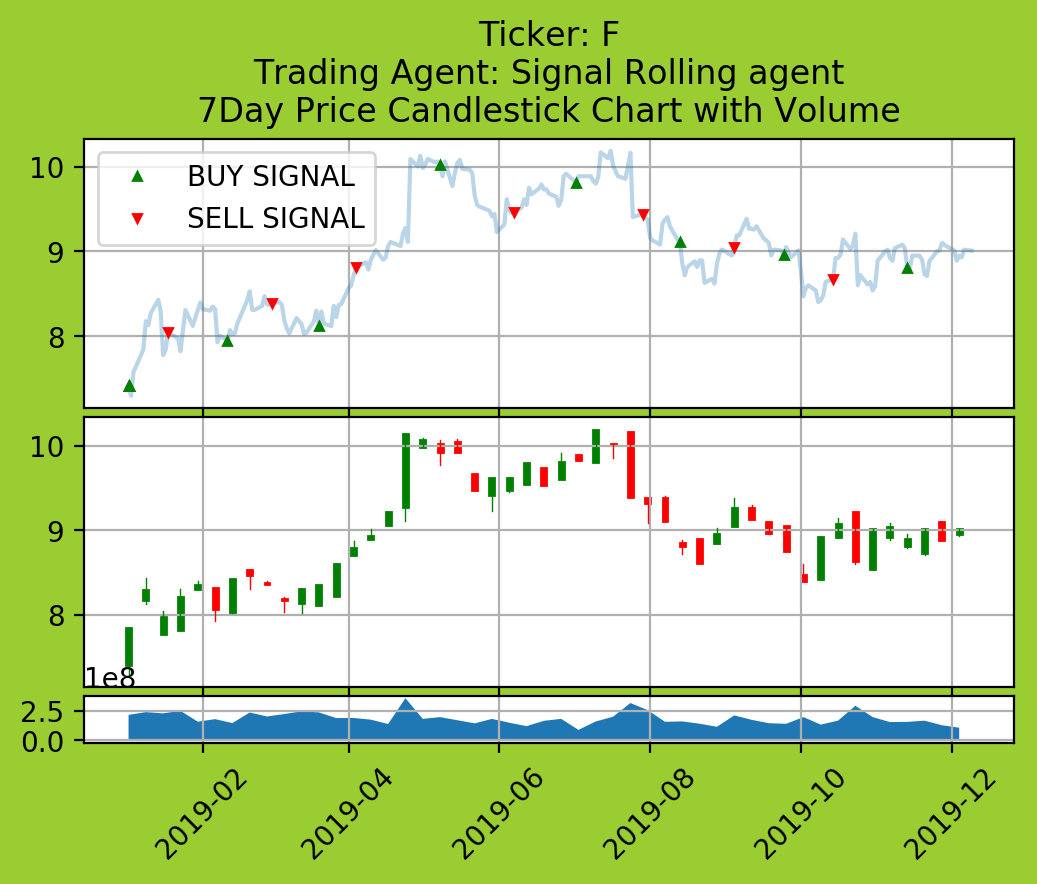 Ticker: F
Trading Agent: Signal Rolling agent
7Day Price Candlestick Chart with Volume
BUY SIGNAL
SELL SIGNAL
10
9
8
10
9
8
1e8
2.5
0.0
2019-02
2019-04
2019-06
2019-08
2019-10
2019-12